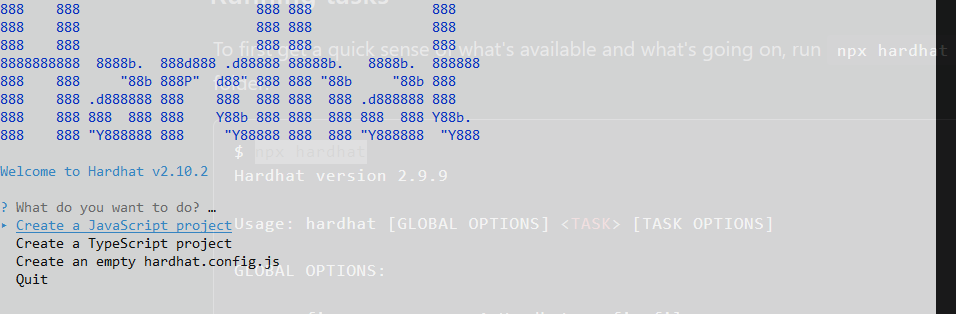 888    888                      888 888               888
888    888                      888 888               888
888    888                      888 888               888
8888888888  8888b.  888d888 .d88888 88888b.   8888b.  888888
888    888     "88b 888P"  d88" 888 888 "88b     "88b 888
888    888 .d888888 888    888  888 888  888 .d888888 888
888    888 888  888 888    Y88b 888 888  888 888  888 Y88b.
888    888 "Y888888 888     "Y88888 888  888 "Y888888  "Y888
Running tasks
To first get a quick sense of what's available and what's going on, run npx hardhat
folder
$ npx hardhat
Hardhat version 2.9.9
Usage: hardhat [GLOBAL OPTIONS] <TASK> [TASK OPTIONS]
GLOBAL OPTIONS:
Welcome to Hardhat v2.10.2
? What do you want to do? …
▸ Create a JavaScript project
Create a TypeScript project
Create an empty hardhat.config.js
Quit